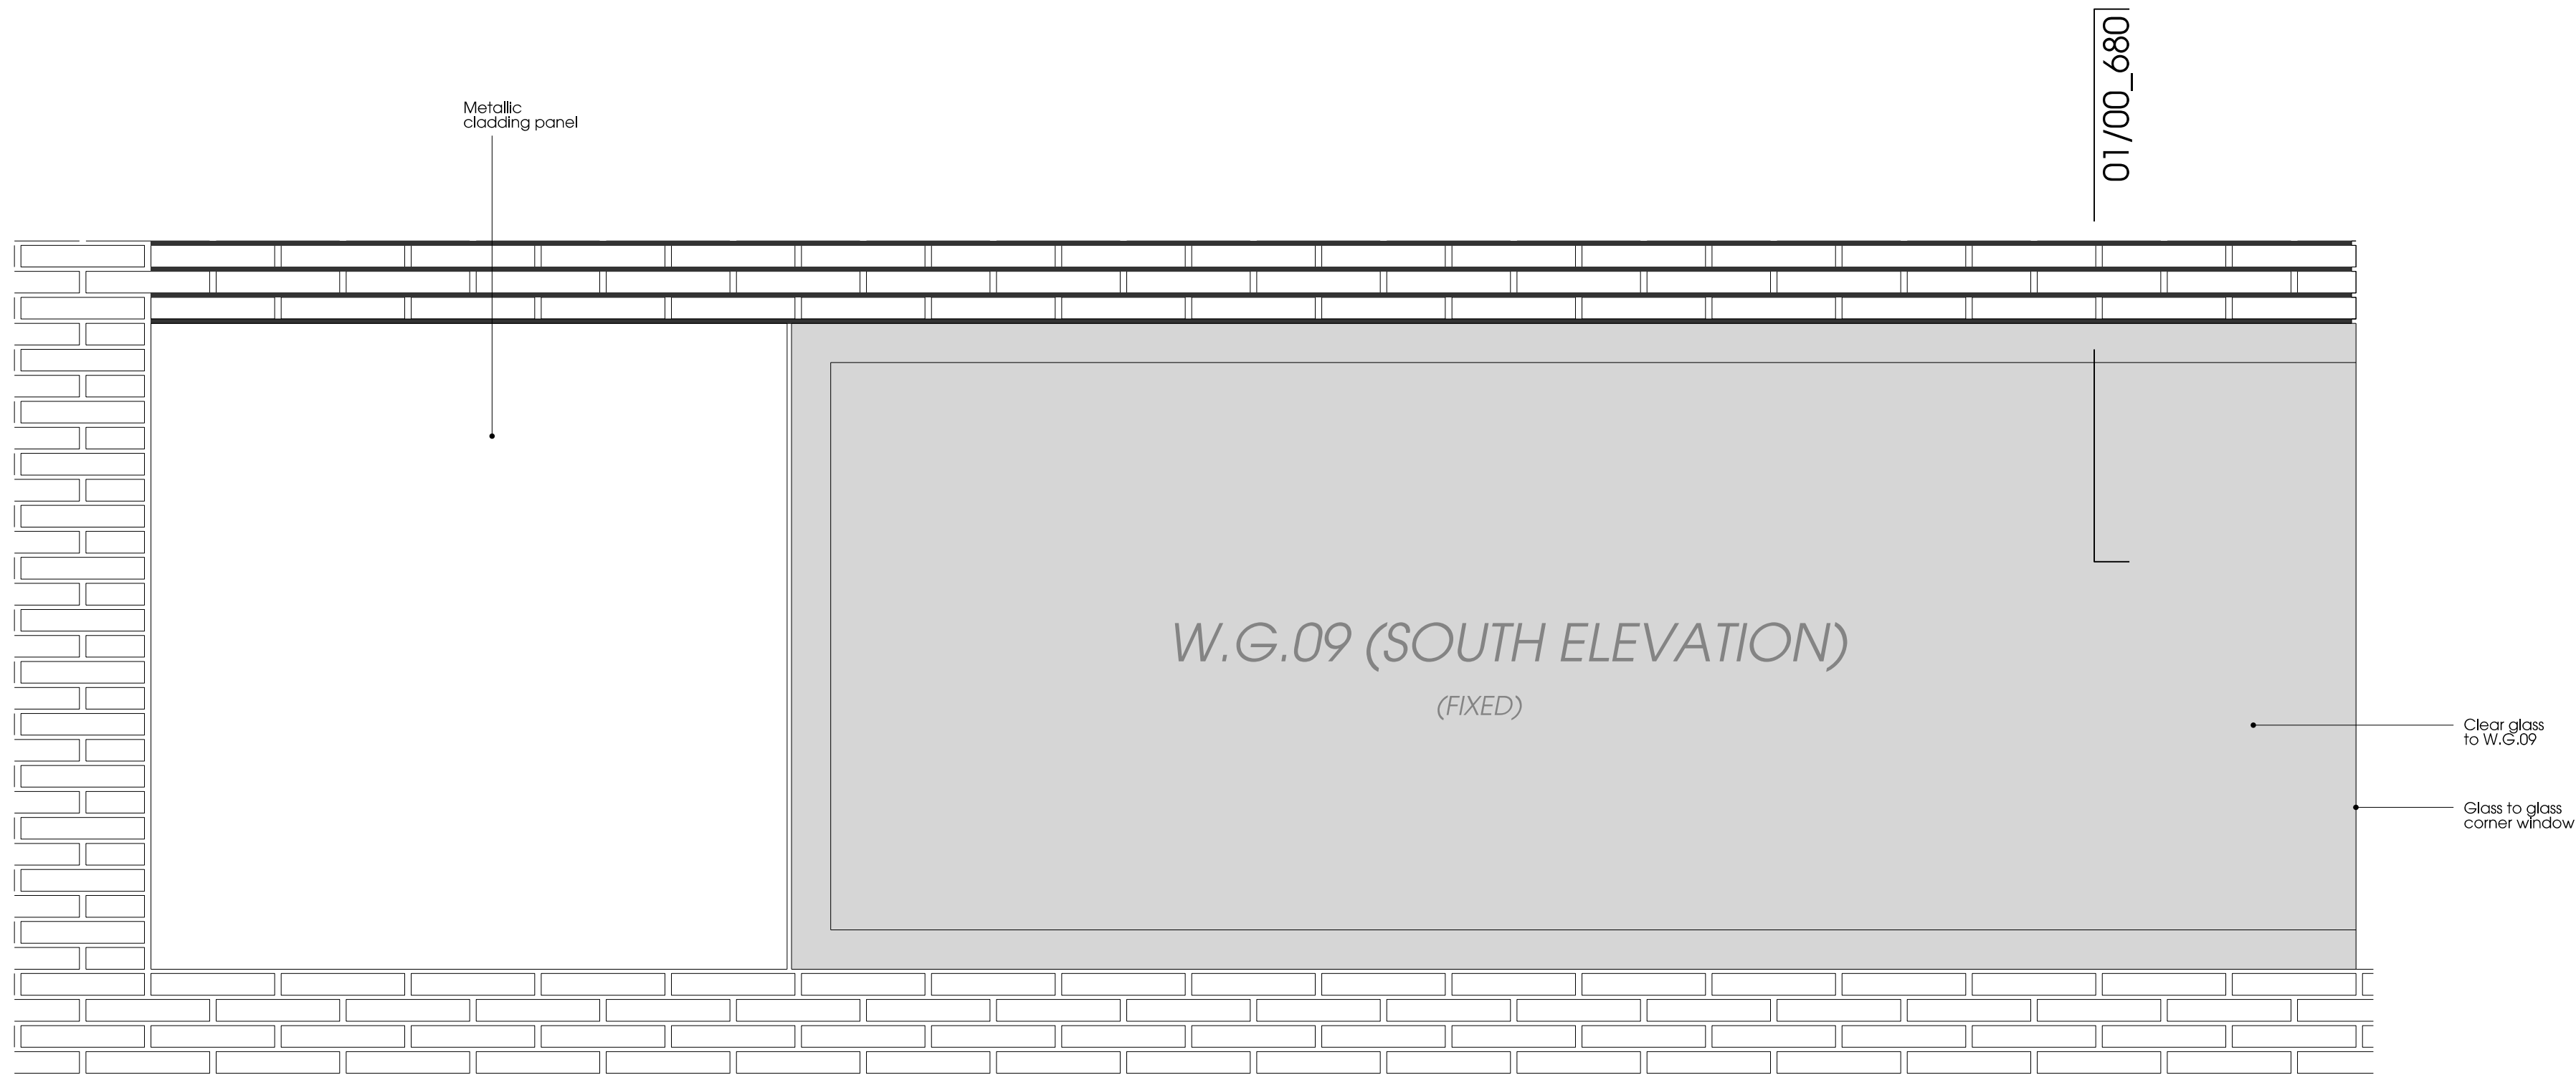 01/00_680
Metallic
cladding panel
W.G.09 (SOUTH ELEVATION)
(FIXED)
Clear glass
to W.G.09
Glass to glass
corner window